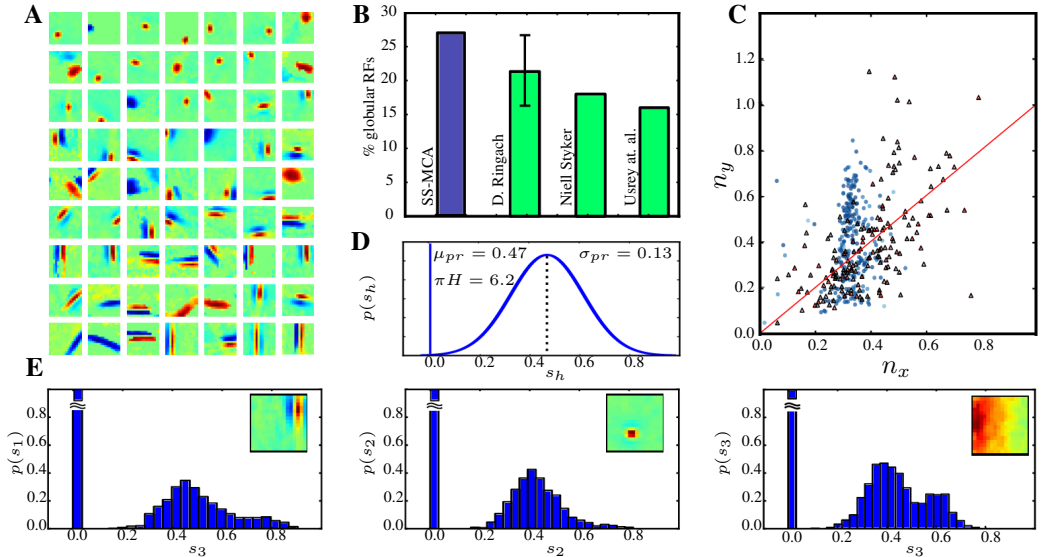 A
B
% globular RFs
30
25
20
15
10
5
0
SS-MCA
D. Ringach
Niell Styker
Usrey at. al.
C
n_y
1.4
1.2
1.0
0.8
0.6
0.4
0.2
0.0
0.2
0.4
0.6
0.8
n_x
D
p(s_h)
μ_pr = 0.47
σ_pr = 0.13
πH = 6.2
0.0
0.2
0.4
0.6
0.8
s_h
E
p(s_1)
0.8
0.6
0.4
0.2
0.0
0.0
0.2
0.4
0.6
0.8
s_3
p(s_2)
0.8
0.6
0.4
0.2
0.0
0.0
0.2
0.4
0.6
0.8
s_2
p(s_3)
0.8
0.6
0.4
0.2
0.0
0.0
0.2
0.4
0.6
0.8
s_3